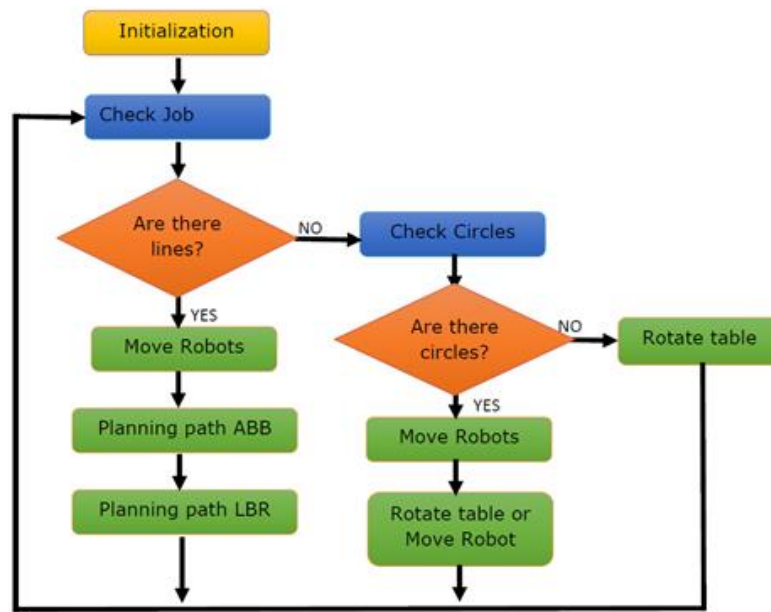 Initialization
Check Job
Are there
lines?
NO
Check Circles
YES
Move Robots
Are there
circles?
NO
Rotate table
Planning path ABB
YES
Move Robots
Planning path LBR
Rotate table or
Move Robot